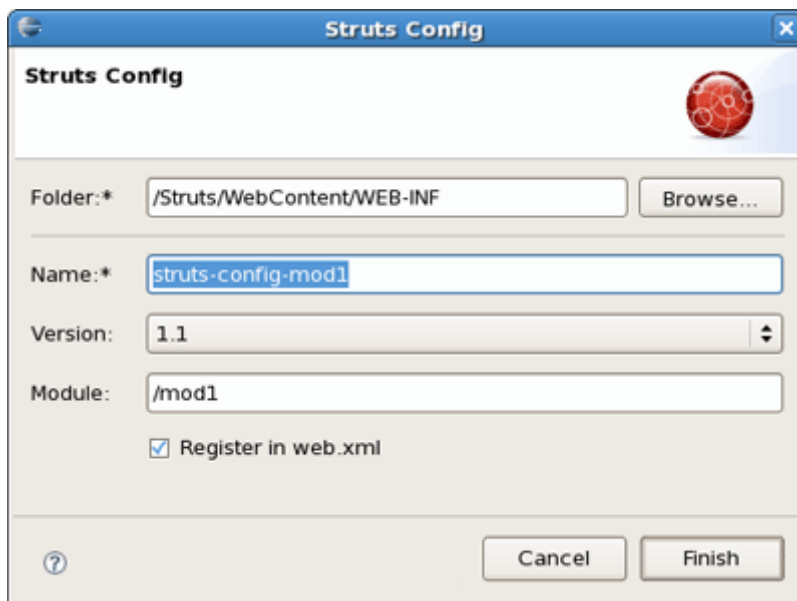 Struts Config
Struts Config
Folder:* /Struts/WebContent/WEB-INF Browse...
Name:* struts-config-mod1
Version: 1.1
Module: /mod1
Register in web.xml
Cancel Finish